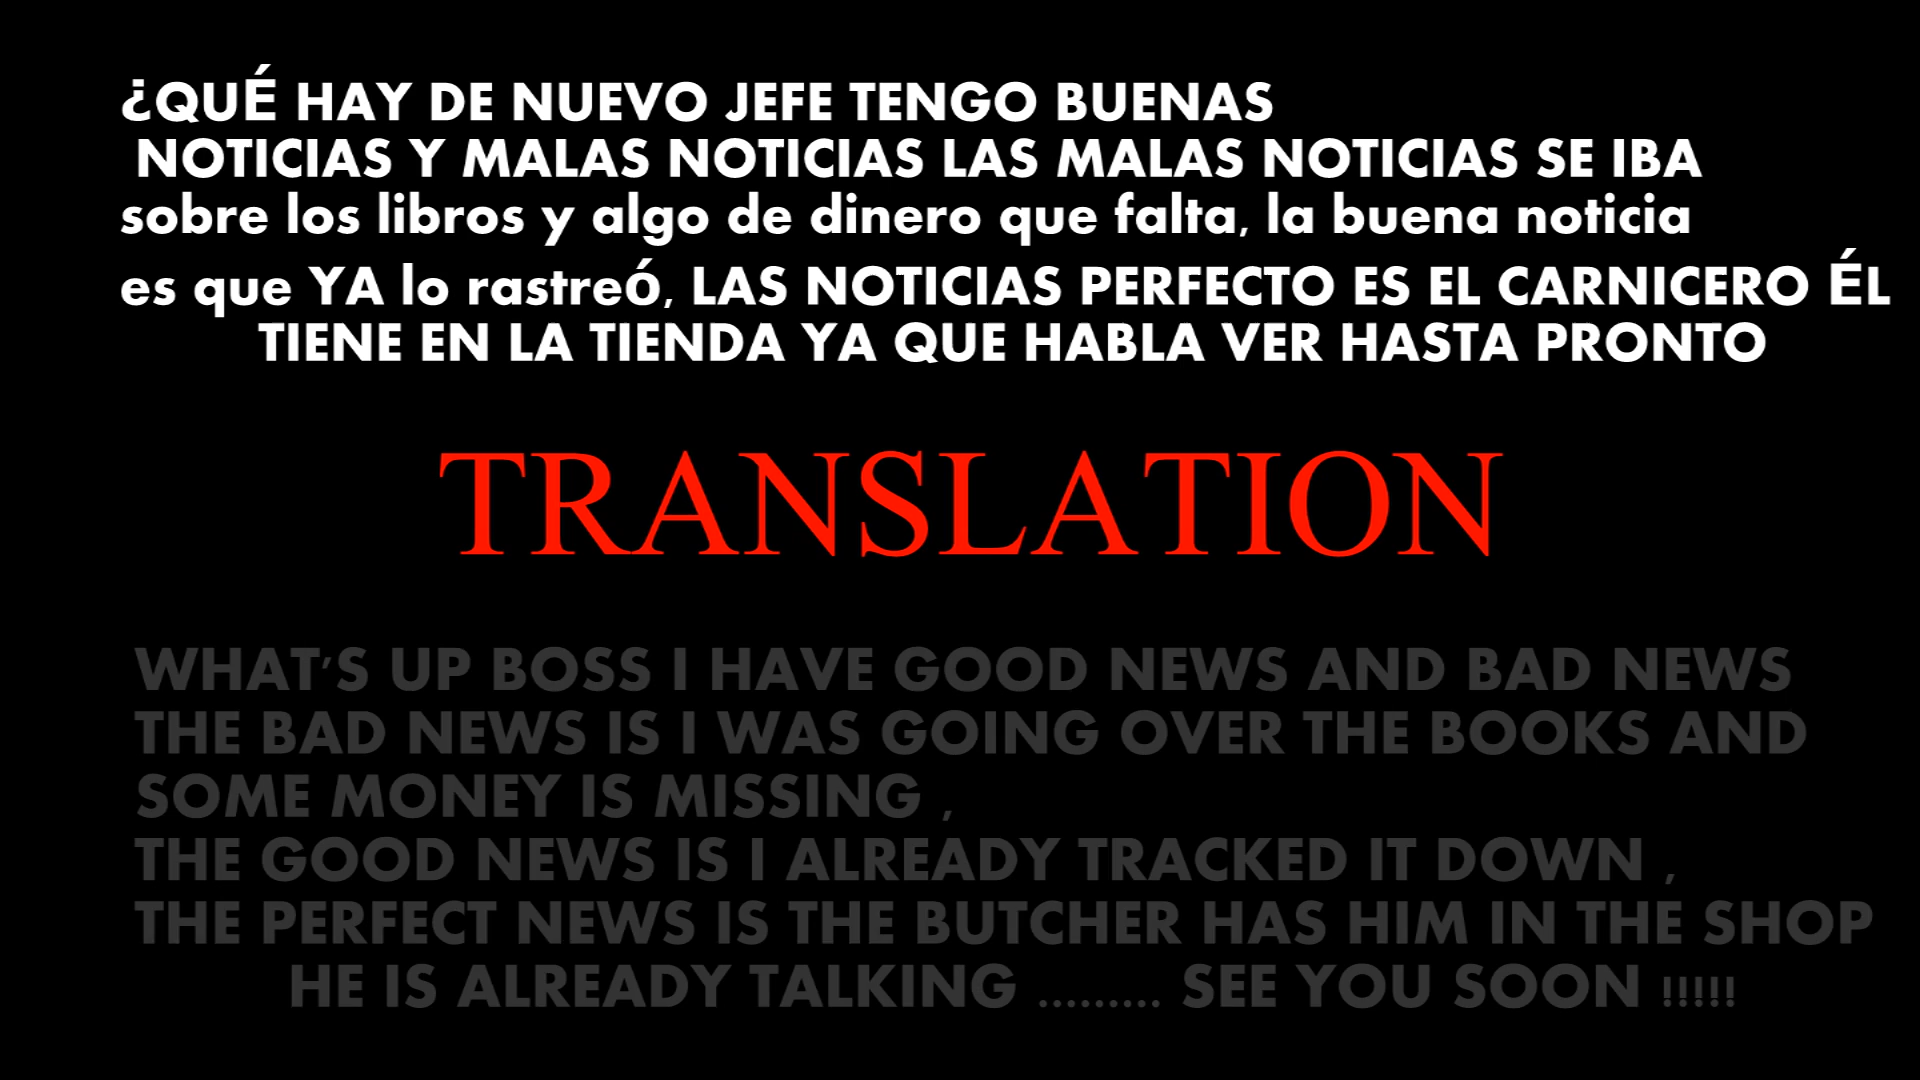 ¿QUÉ HAY DE NUEVO JEFE TENGO BUENAS
NOTICIAS Y MALAS NOTICIAS LAS MALAS NOTICIAS SE IBA
sobre los libros y algo de dinero que falta, la buena noticia
es que YA lo rastreó, LAS NOTICIAS PERFECTO ES EL CARNICERO ÉL
TIENE EN LA TIENDA YA QUE HABLA VER HASTA PRONTO
TRANSLATION
WHAT'S UP BOSS I HAVE GOOD NEWS AND BAD NEWS
THE BAD NEWS IS I WAS GOING OVER THE BOOKS AND
SOME MONEY IS MISSING ,
THE GOOD NEWS IS I ALREADY TRACKED IT DOWN ,
THE PERFECT NEWS IS THE BUTCHER HAS HIM IN THE SHOP
HE IS ALREADY TALKING ......... SEE YOU SOON !!!!!